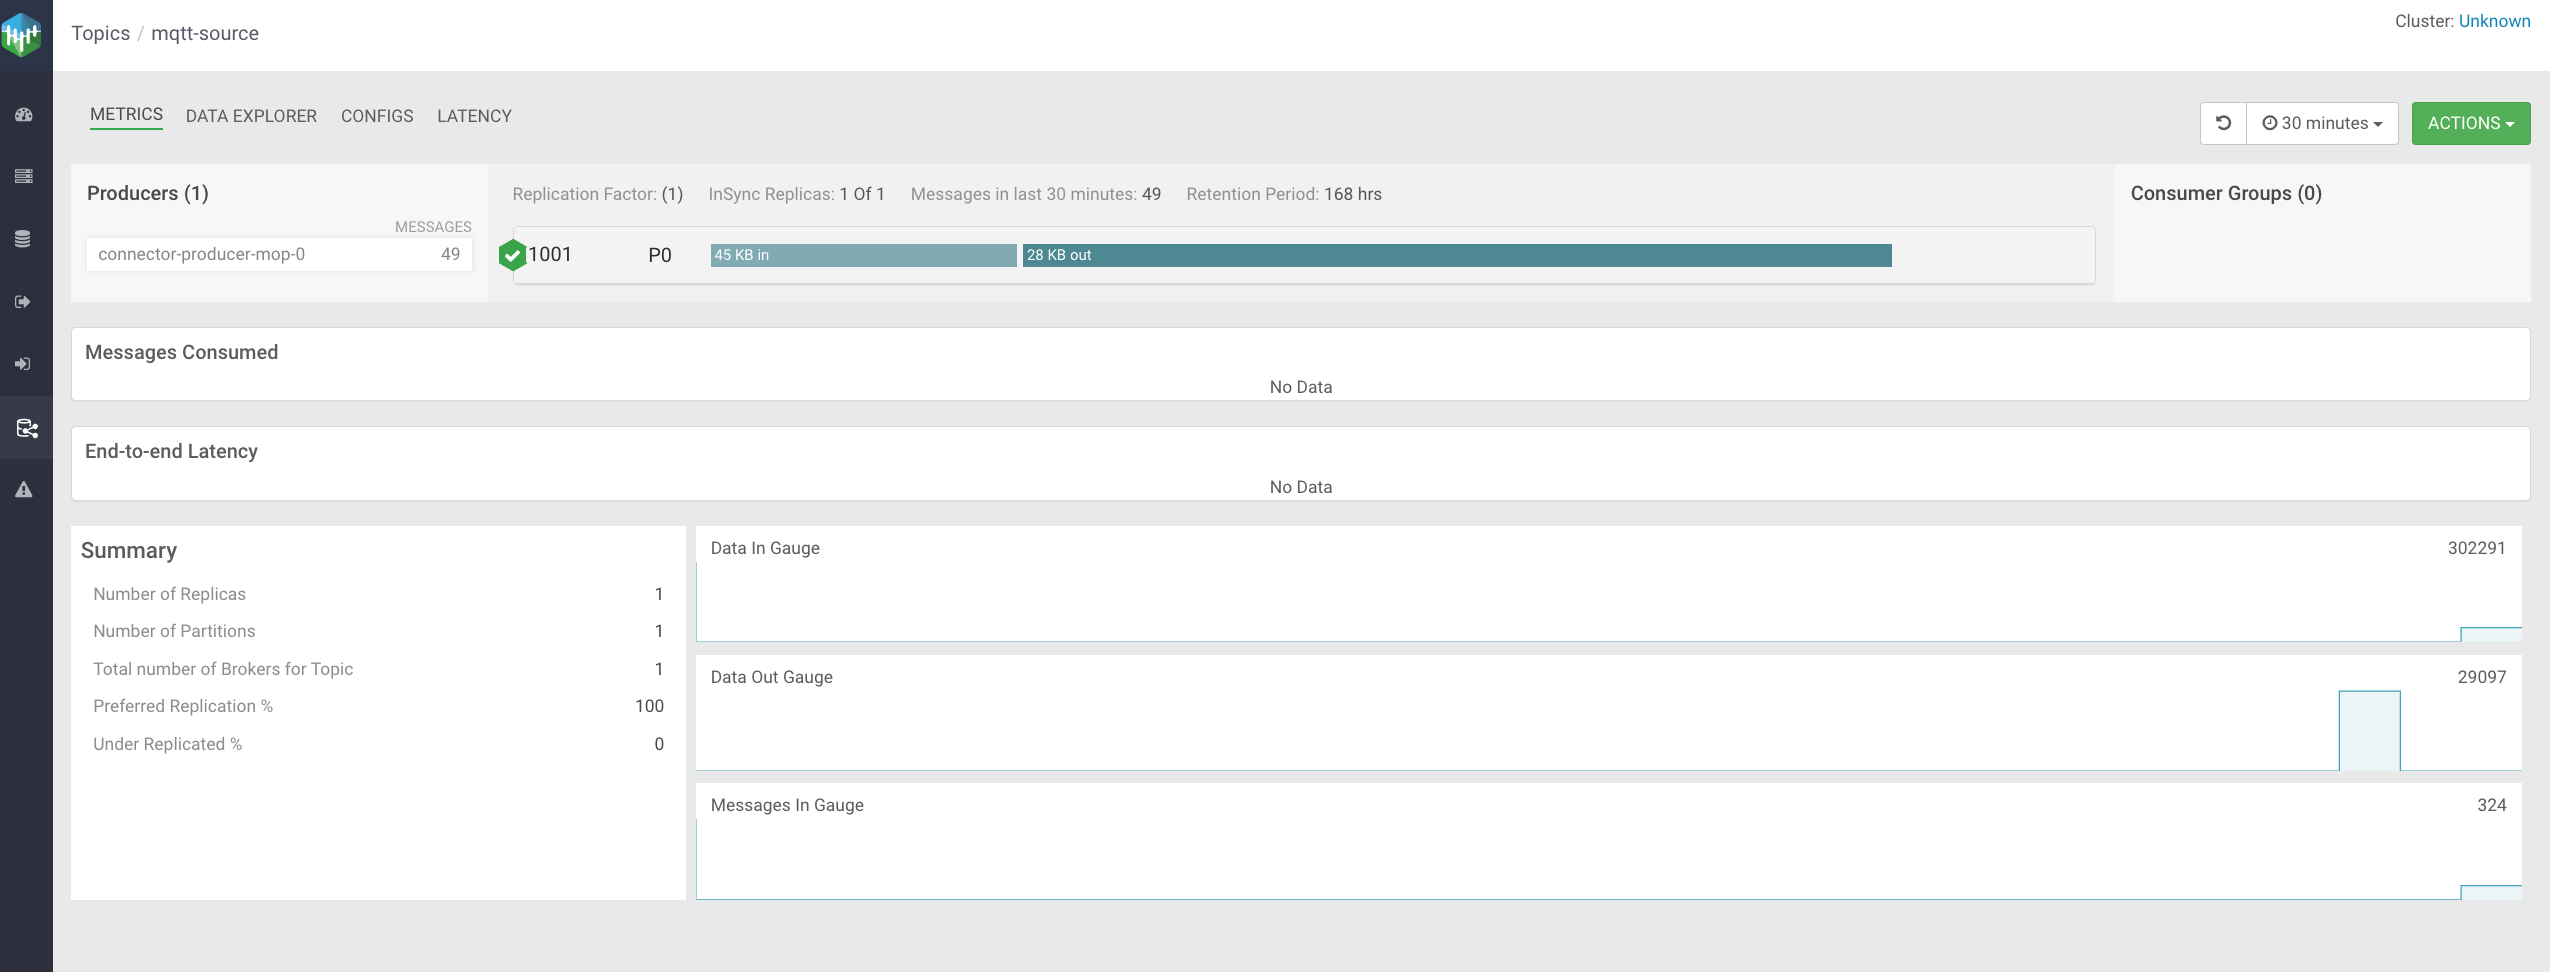 Topics / mqtt-source
Cluster: Unknown
METRICS DATA EXPLORER CONFIGS LATENCY
30 minutes ACTIONS
Producers (1)
MESSAGES
connector-producer-mop-0 49
Replication Factor: (1) InSync Replicas: 1 Of 1 Messages in last 30 minutes: 49 Retention Period: 168 hrs
1001 P0 45 KB in 28 KB out
Consumer Groups (0)
Messages Consumed
No Data
End-to-end Latency
No Data
Summary
Number of Replicas 1
Number of Partitions 1
Total number of Brokers for Topic 1
Preferred Replication % 100
Under Replicated % 0
Data In Gauge 302291
Data Out Gauge 29097
Messages In Gauge 324